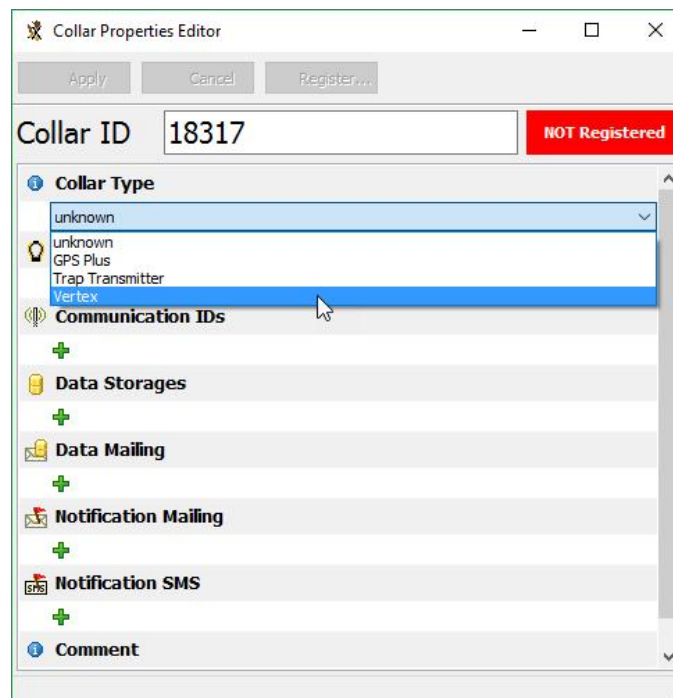 Collar Properties Editor
Apply Cancel Register...
Collar ID 18317 NOT Registered
Collar Type
unknown
unknown
GPS Plus
Trap Transmitter
Vertex
Communication IDs
Data Storages
Data Mailing
Notification Mailing
SMS Notification SMS
Comment